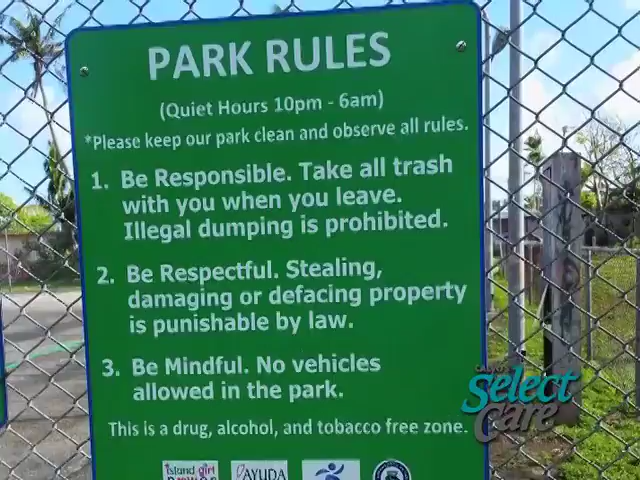 PARK RULES
(Quiet Hours 10pm - 6am)
*Please keep our park clean and observe all rules.
1. Be Responsible. Take all trash
with you when you leave.
Illegal dumping is prohibited.
2. Be Respectful. Stealing,
damaging or defacing property
is punishable by law.
3. Be Mindful. No vehicles
allowed in the park.
This is a drug, alcohol, and tobacco free zone.
island girl
AYUDA
Select
Care